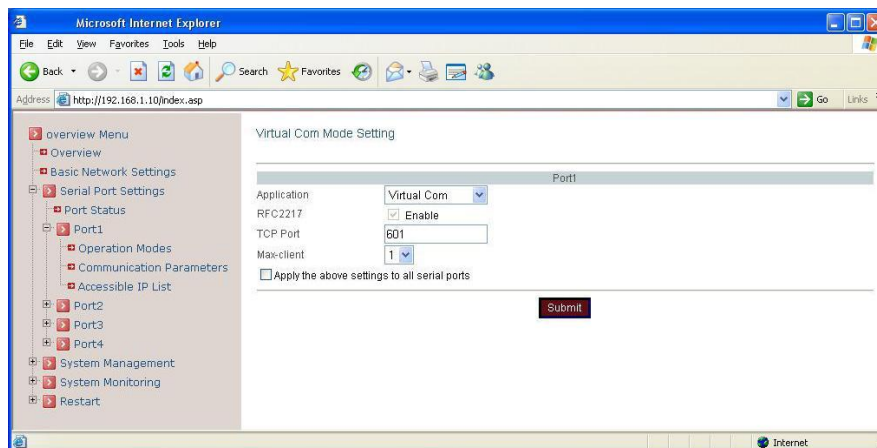 Microsoft Internet Explorer
File Edit View Favorites Tools Help
Back Search Favorites
Address http://192.168.1.10/index.asp Go Links
overview Menu
Overview
Basic Network Settings
Serial Port Settings
Port Status
Port1
Operation Modes
Communication Parameters
Accessible IP List
Port2
Port3
Port4
System Management
System Monitoring
Restart
Virtual Com Mode Setting
Port1
Application Virtual Com
RFC2217 Enable
TCP Port 601
Max-client 1
Apply the above settings to all serial ports
Submit
Internet